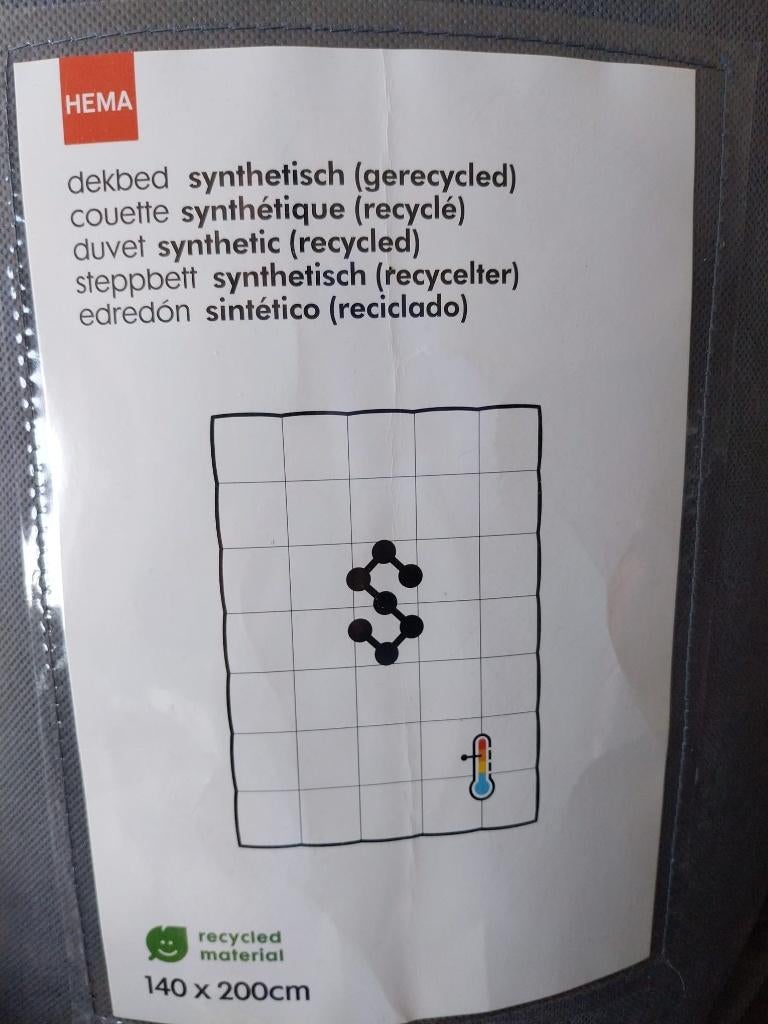 HEMA
dekbed synthetisch (gerecycled)
couette synthétique (recyclé)
duvet synthetic (recycled)
steppbett synthetisch (recycelter)
edredón sintético (reciclado)
S
recycled
material
140 x 200cm